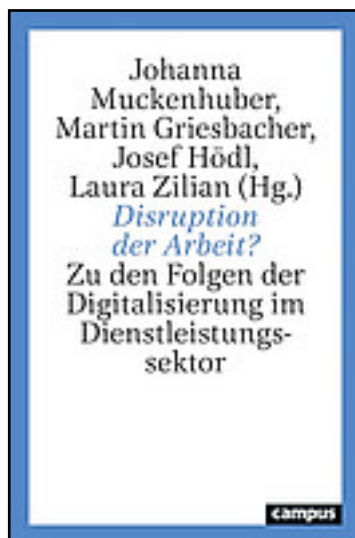 Johanna
Muckenhuber,
Martin Griesbacher,
Josef Hödl,
Laura Zilian (Hg.)
Disruption
der Arbeit?
Zu den Folgen der
Digitalisierung im
Dienstleistungs-
sektor
campus